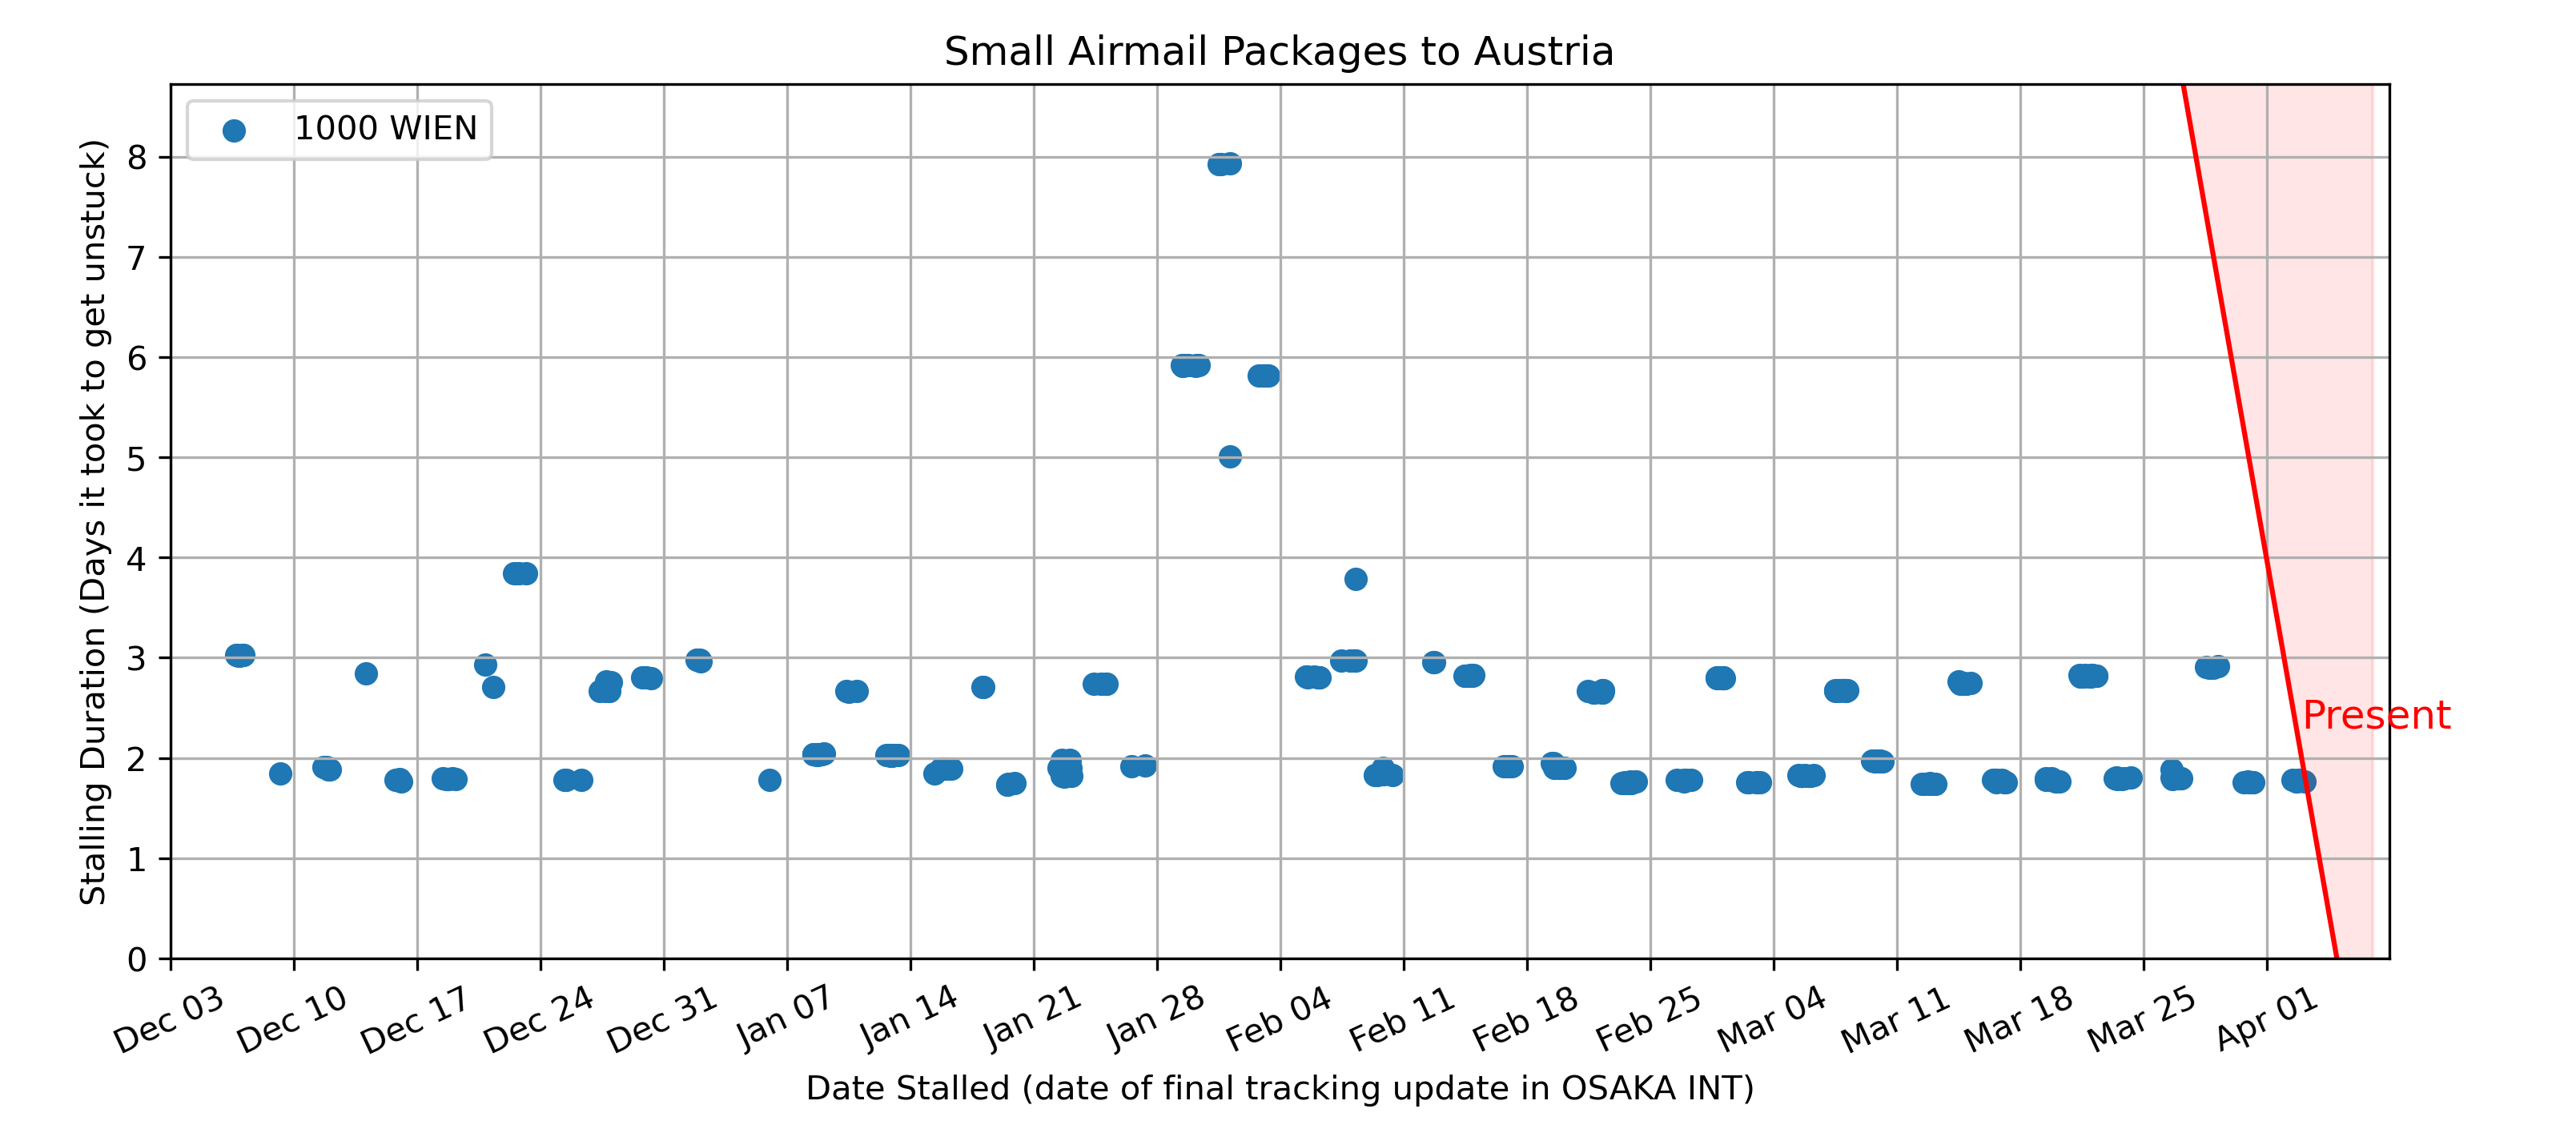 Small Airmail Packages to Austria
1000 WIEN
Stalling Duration (Days it took to get unstuck)
8
7
6
5
4
3
2
1
0
Present
Dec 03
Dec 10
Dec 17
Dec 24
Dec 31
Jan 07
Jan 14
Jan 21
Jan 28
Feb 04
Feb 11
Feb 18
Feb 25
Mar 04
Mar 11
Mar 18
Mar 25
Apr 01
Date Stalled (date of final tracking update in OSAKA INT)